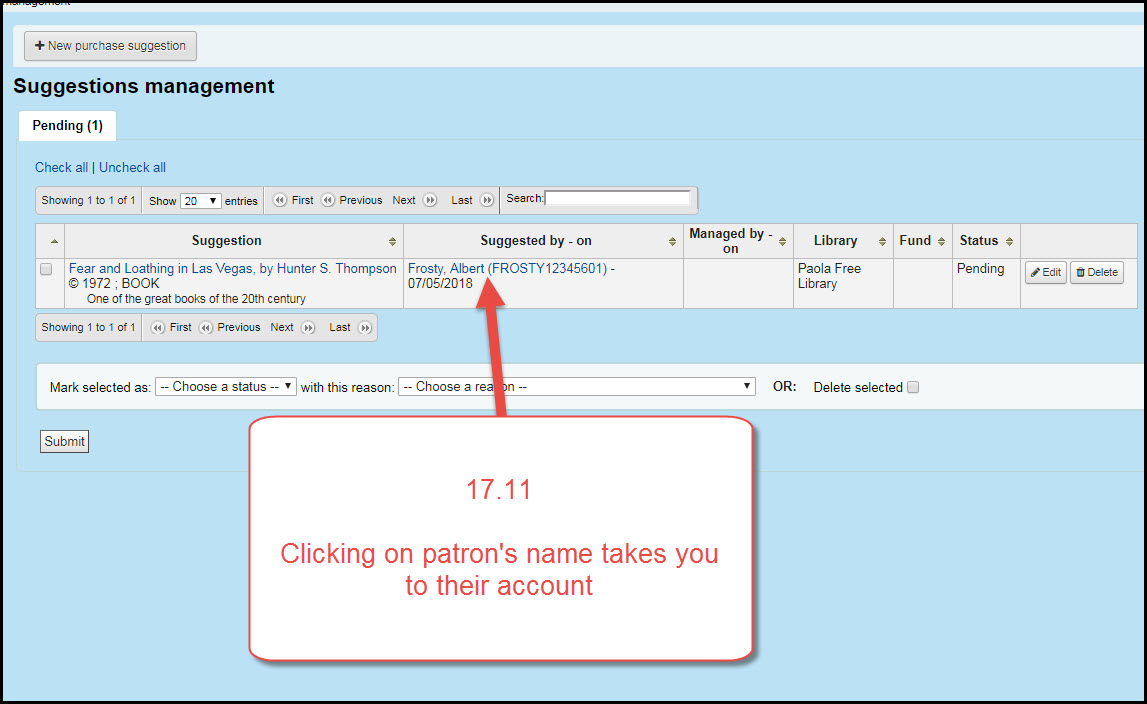 management
New purchase suggestion
Suggestions management
Pending (1)
Check all | Uncheck all
Showing 1 to 1 of 1 Show 20 entries First Previous Next Last Search:
Suggestion Suggested by - on Managed by - on Library Fund Status
Fear and Loathing in Las Vegas, by Hunter S. Thompson
© 1972 ; BOOK
One of the great books of the 20th century
Frosty, Albert (FROSTY12345601) -
07/05/2018
Paola Free
Library
Pending
Edit Delete
Showing 1 to 1 of 1 First Previous Next Last
Mark selected as: -- Choose a status -- with this reason: -- Choose a reason -- OR: Delete selected
Submit
17.11
Clicking on patron's name takes you
to their account